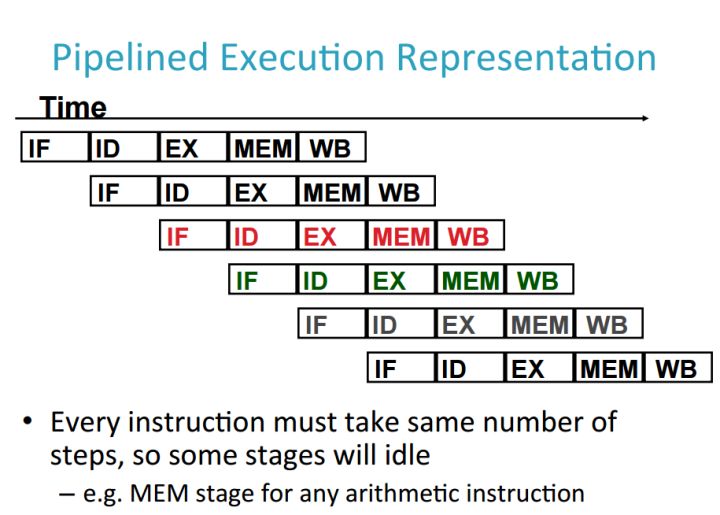 Pipelined Execution Representation
Time
IF ID EX MEM WB
IF ID EX MEM WB
IF ID EX MEM WB
IF ID EX MEM WB
IF ID EX MEM WB
IF ID EX MEM WB
• Every instruction must take same number of
steps, so some stages will idle
– e.g. MEM stage for any arithmetic instruction